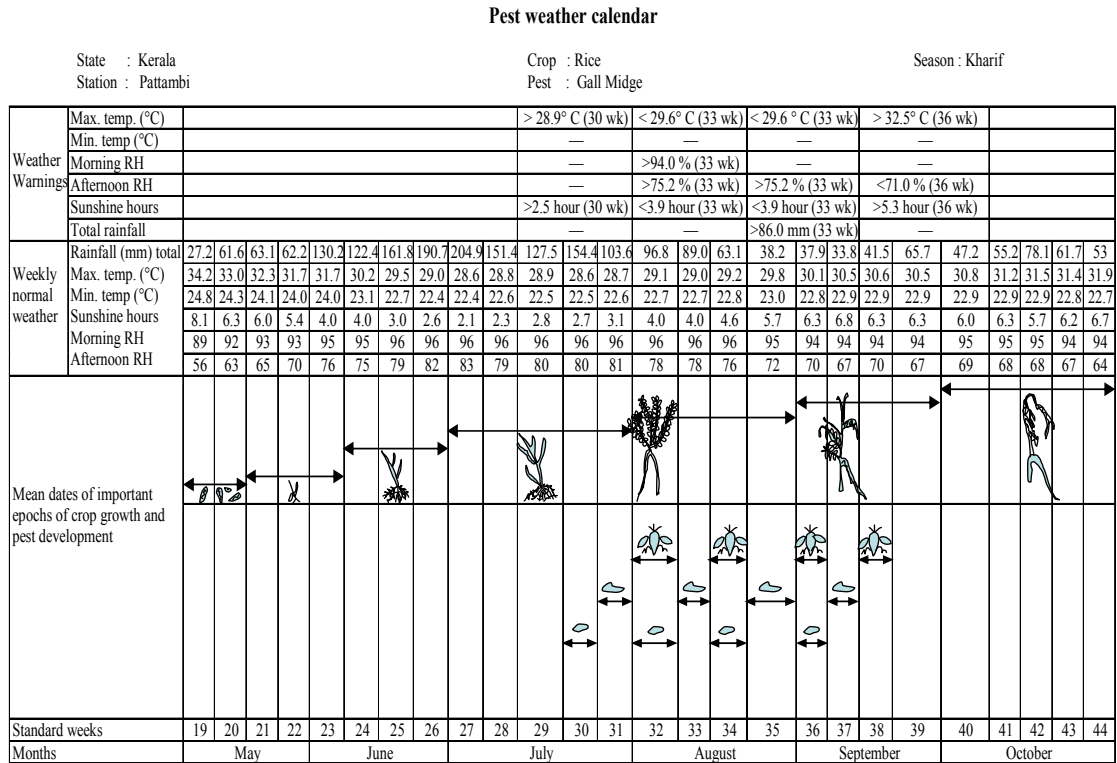 Pest weather calendar
State : Kerala Crop : Rice Season : Kharif
Station : Pattambi Pest : Gall Midge
Weather Warnings
Max. temp. (°C) > 28.9° C (30 wk) < 29.6° C (33 wk) < 29.6 ° C (33 wk) > 32.5° C (36 wk)
Min. temp (°C) — — — —
Morning RH — >94.0 % (33 wk) — —
Afternoon RH — >75.2 % (33 wk) >75.2 % (33 wk) <71.0 % (36 wk)
Sunshine hours >2.5 hour (30 wk) <3.9 hour (33 wk) <3.9 hour (33 wk) >5.3 hour (36 wk)
Total rainfall — — >86.0 mm (33 wk) —
Weekly normal weather
Rainfall (mm) total 27.2 61.6 63.1 62.2 130.2 122.4 161.8 190.7 204.9 151.4 127.5 154.4 103.6 96.8 89.0 63.1 38.2 37.9 33.8 41.5 65.7 47.2 55.2 78.1 61.7 53
Max. temp. (°C) 34.2 33.0 32.3 31.7 31.7 30.2 29.5 29.0 28.6 28.8 28.9 28.6 28.7 29.1 29.0 29.2 29.8 30.1 30.5 30.6 30.5 30.8 31.2 31.5 31.4 31.9
Min. temp (°C) 24.8 24.3 24.1 24.0 24.0 23.1 22.7 22.4 22.4 22.6 22.5 22.5 22.6 22.7 22.7 22.8 23.0 22.8 22.9 22.9 22.9 22.9 22.9 22.9 22.8 22.7
Sunshine hours 8.1 6.3 6.0 5.4 4.0 4.0 3.0 2.6 2.1 2.3 2.8 2.7 3.1 4.0 4.0 4.6 5.7 6.3 6.8 6.3 6.3 6.0 6.3 5.7 6.2 6.7
Morning RH 89 92 93 93 95 95 96 96 96 96 96 96 96 96 96 96 95 94 94 94 94 95 95 95 94 94
Afternoon RH 56 63 65 70 76 75 79 82 83 79 80 80 81 78 78 76 72 70 67 70 67 69 68 68 67 64
Mean dates of important
epochs of crop growth and
pest development
Standard weeks 19 20 21 22 23 24 25 26 27 28 29 30 31 32 33 34 35 36 37 38 39 40 41 42 43 44
Months May June July August September October